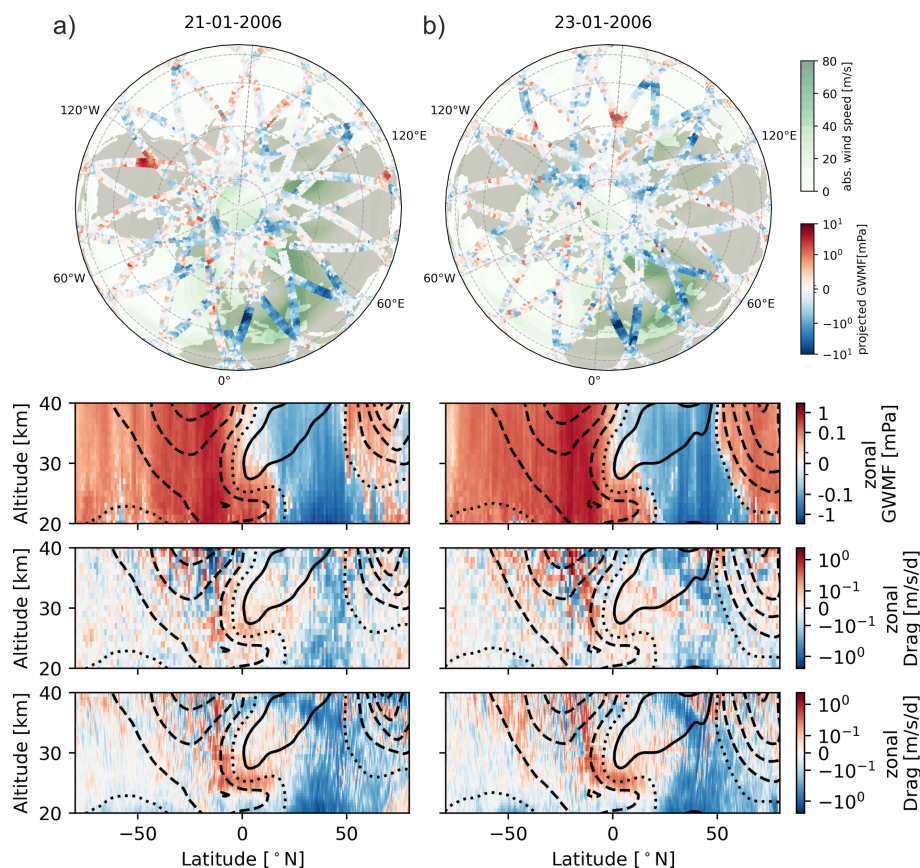 a) 21-01-2006 b) 23-01-2006
120°W 120°E 120°W 120°E
60°W 60°E 60°W 60°E
0° 0°
80
60
40
20
0
abs. wind speed [m/s]
10¹
10⁰
0
−10⁰
−10¹
projected GWMF[mPa]
40
30
20
Altitude [km]
1
0.1
0
-0.1
-1
zonal
GWMF [mPa]
40
30
20
Altitude [km]
10⁰
10⁻¹
0
−10⁻¹
−10⁰
zonal
Drag [m/s/d]
40
30
20
Altitude [km]
10⁰
10⁻¹
0
−10⁻¹
−10⁰
zonal
Drag [m/s/d]
−50 0 50 −50 0 50
Latitude [°N] Latitude [°N]